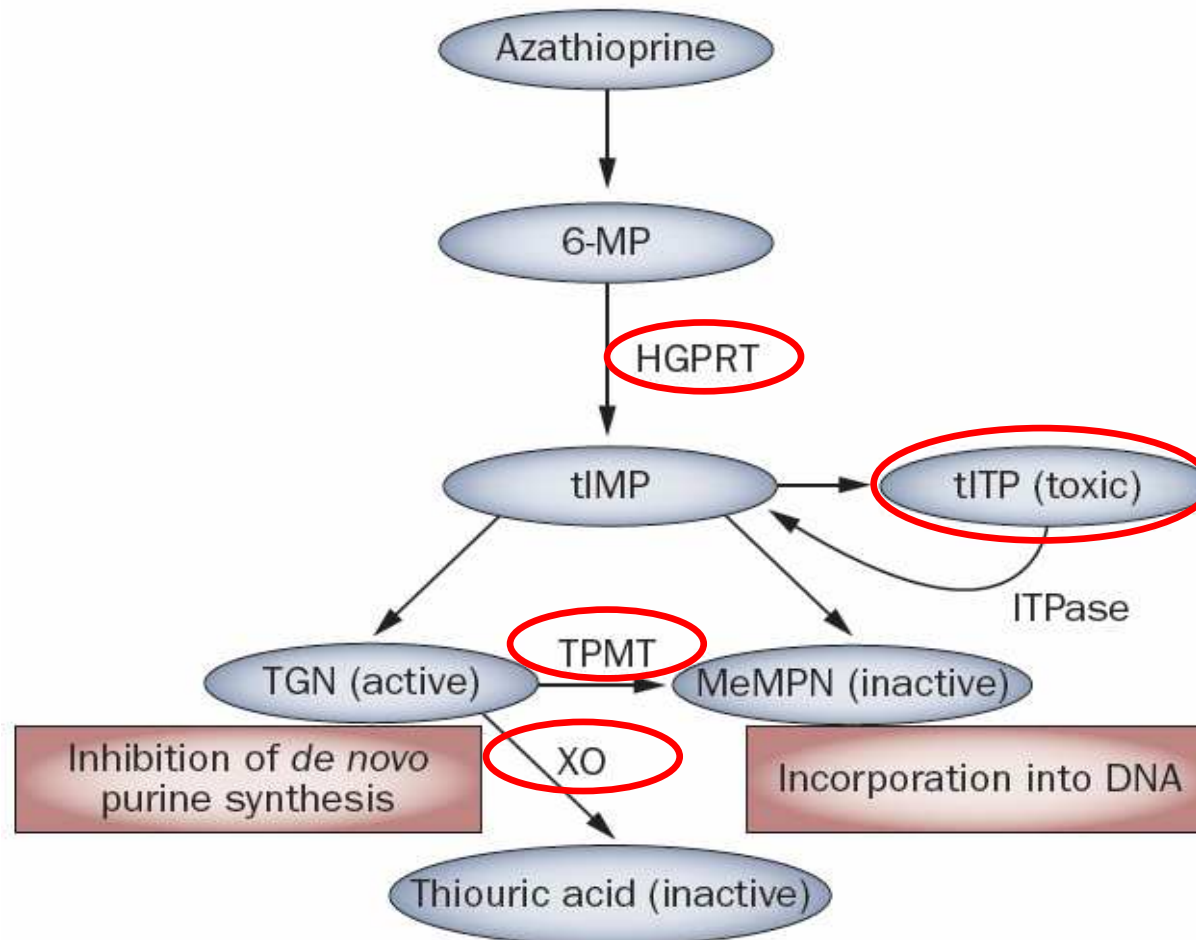 Azathioprine
6-MP
HGPRT
tIMP
tITP (toxic)
ITPase
TPMT
TGN (active)
MeMPN (inactive)
Inhibition of de novo
purine synthesis
XO
Incorporation into DNA
Thiouric acid (inactive)